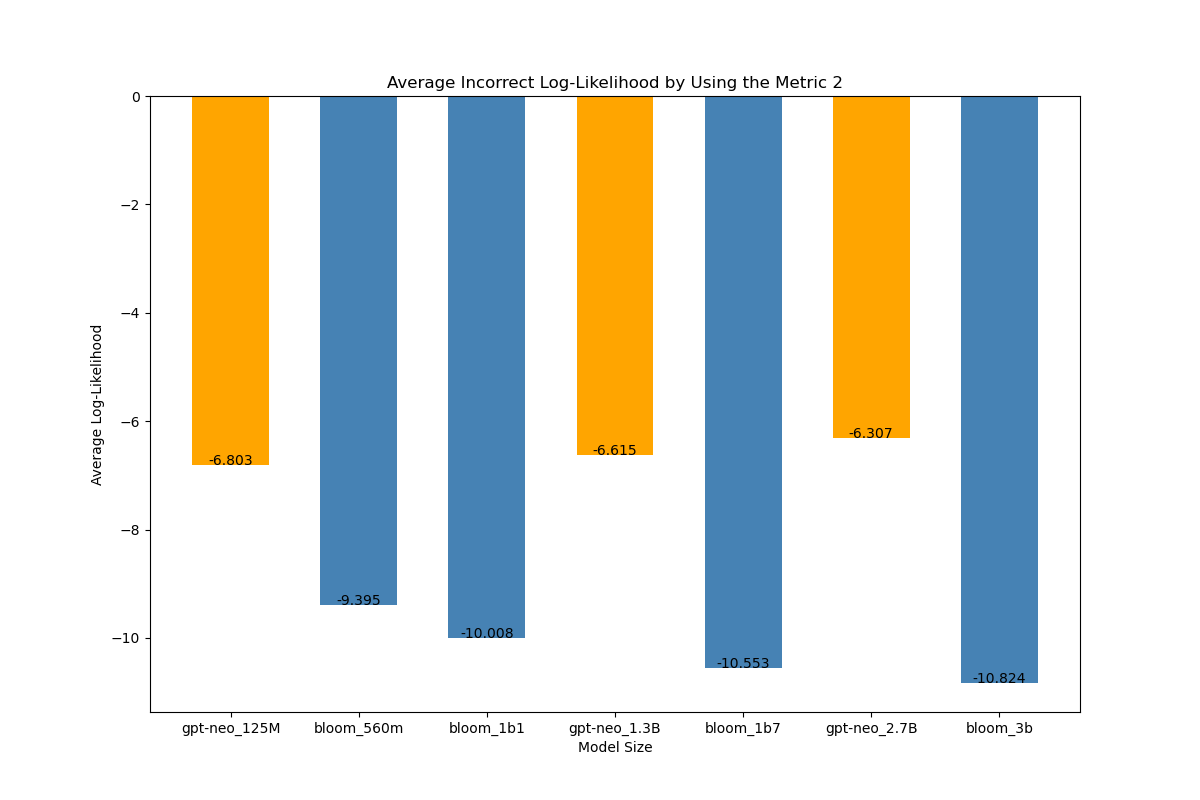 Average Incorrect Log-Likelihood by Using the Metric 2
0
−2
−4
−6
−8
−10
Average Log-Likelihood
-6.803
-9.395
-10.008
-6.615
-10.553
-6.307
-10.824
gpt-neo_125M
bloom_560m
bloom_1b1
gpt-neo_1.3B
bloom_1b7
gpt-neo_2.7B
bloom_3b
Model Size